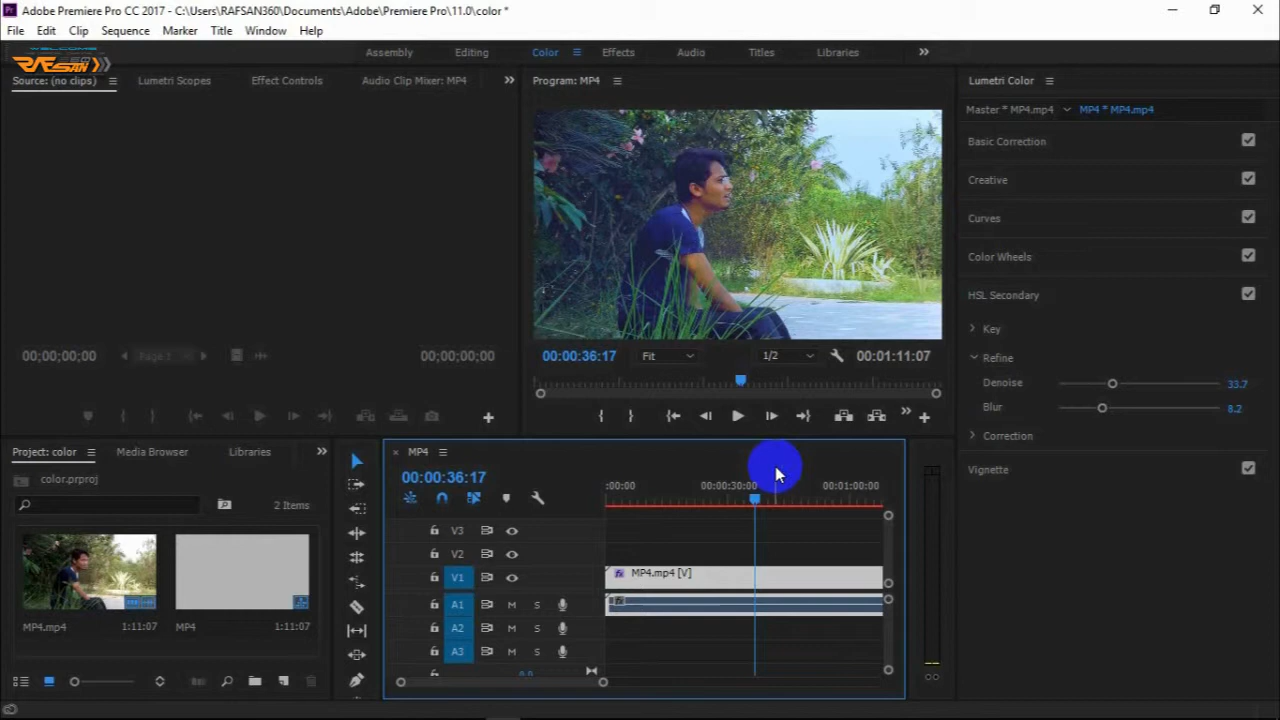 Adobe Premiere Pro CC 2017 - C:\Users\RAFSAN360\Documents\Adobe\Premiere Pro\11.0\color *
File Edit Clip Sequence Marker Title Window Help
WELCOME
RAFSAN
Assembly Editing Color Effects Audio Titles Libraries
Source: (no clips) Lumetri Scopes Effect Controls Audio Clip Mixer: MP4
Program: MP4
Lumetri Color
Master * MP4.mp4 MP4 * MP4.mp4
Basic Correction
Creative
Curves
Color Wheels
HSL Secondary
Key
Refine
Denoise 33.7
Blur 8.2
Correction
Vignette
00;00;00;00 Page 1 00;00;00;00
00:00:36:17 Fit 1/2 00:01:11:07
Project: color Media Browser Libraries
color.prproj
2 Items
MP4.mp4 1:11:07
MP4 1:11:07
MP4
00:00:36:17
:00:00 00:00:30:00 00:01:00:00
V3
V2
V1 MP4.mp4 [V]
A1 M S
A2 M S
A3 M S
0.0